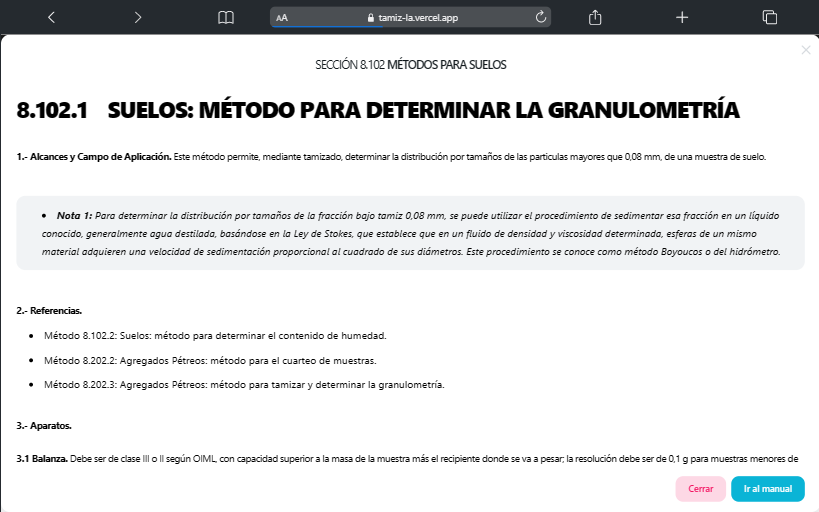 AA tamiz-la.vercel.app
SECCIÓN 8.102 MÉTODOS PARA SUELOS
8.102.1 SUELOS: MÉTODO PARA DETERMINAR LA GRANULOMETRÍA
1.- Alcances y Campo de Aplicación. Este método permite, mediante tamizado, determinar la distribución por tamaños de las particulas mayores que 0,08 mm, de una muestra de suelo.
• Nota 1: Para determinar la distribución por tamaños de la fracción bajo tamiz 0,08 mm, se puede utilizar el procedimiento de sedimentar esa fracción en un líquido
conocido, generalmente agua destilada, basándose en la Ley de Stokes, que establece que en un fluido de densidad y viscosidad determinada, esferas de un mismo
material adquieren una velocidad de sedimentación proporcional al cuadrado de sus diámetros. Este procedimiento se conoce como método Boyoucos o del hidrómetro.
2.- Referencias.
• Método 8.102.2: Suelos: método para determinar el contenido de humedad.
• Método 8.202.2: Agregados Pétreos: método para el cuarteo de muestras.
• Método 8.202.3: Agregados Pétreos: método para tamizar y determinar la granulometría.
3.- Aparatos.
3.1 Balanza. Debe ser de clase III o II según OIML, con capacidad superior a la masa de la muestra más el recipiente donde se va a pesar; la resolución debe ser de 0,1 g para muestras menores de
Cerrar
Ir al manual